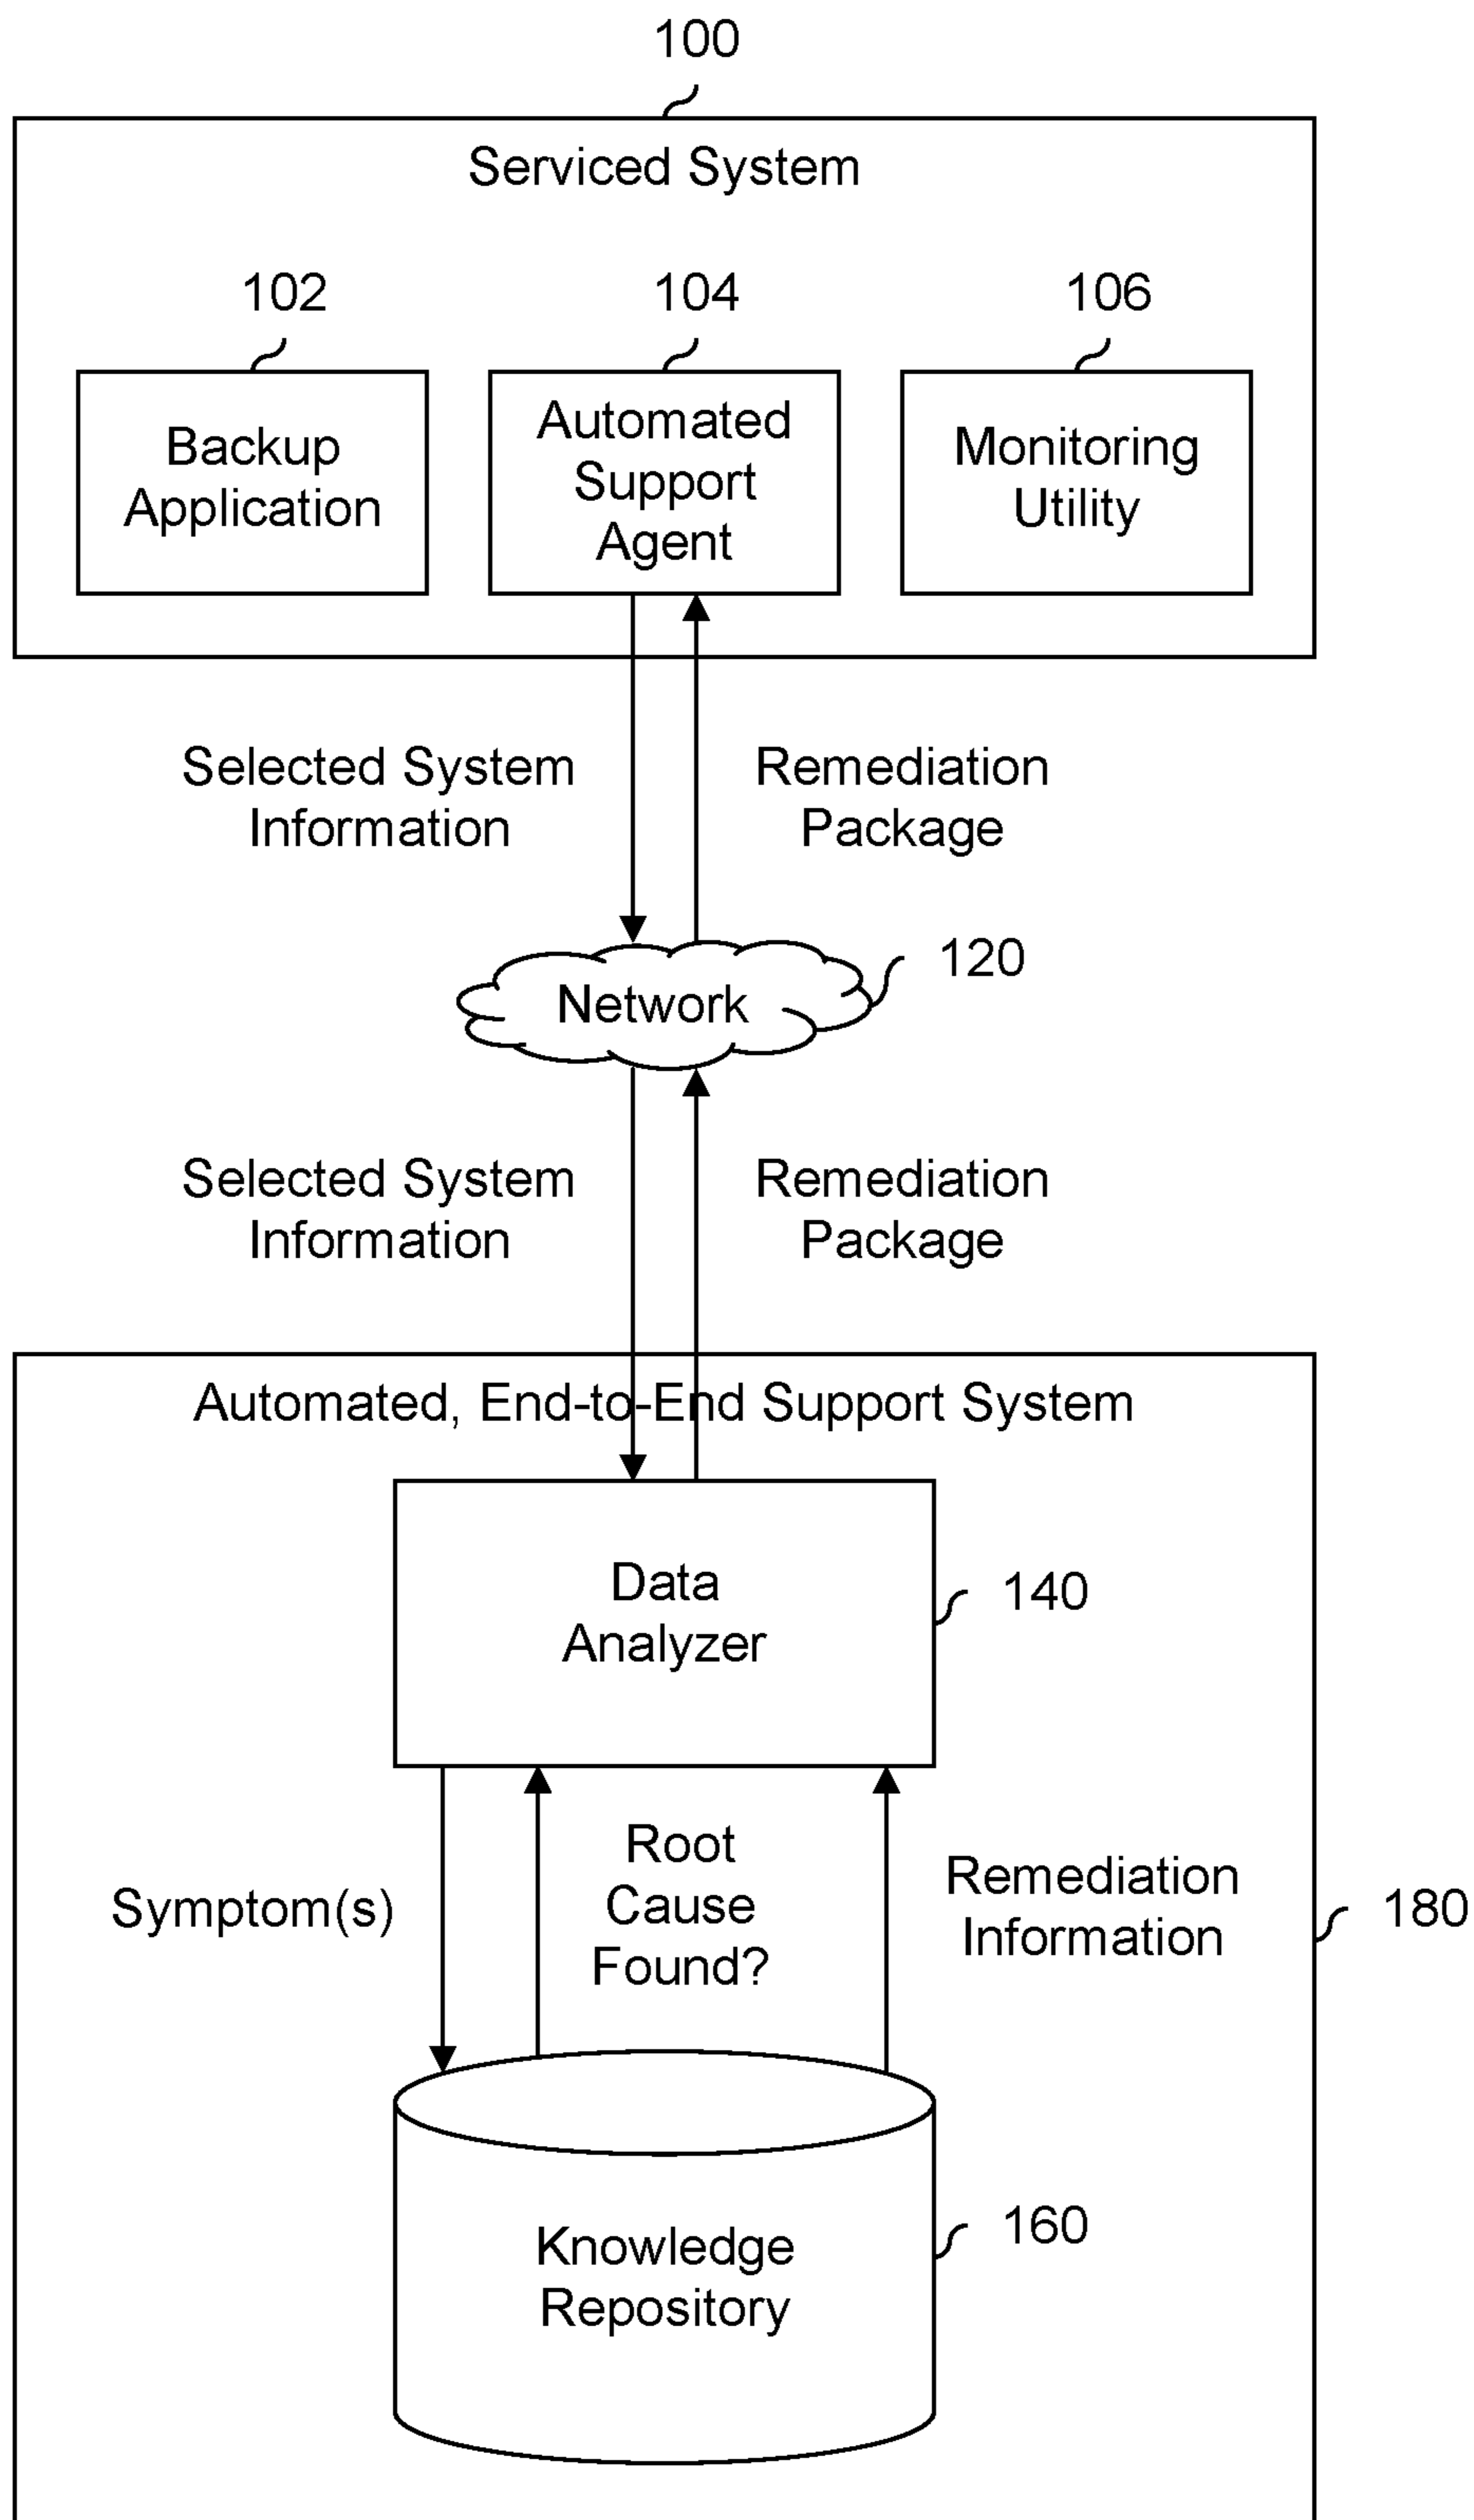 100
Serviced System
102
104
106
Backup
Application
Automated
Support
Agent
Monitoring
Utility
Selected System
Information
Remediation
Package
Network
120
Selected System
Information
Remediation
Package
Automated, End-to-End Support System
Data
Analyzer
140
Symptom(s)
Root
Cause
Found?
Remediation
Information
180
Knowledge
Repository
160